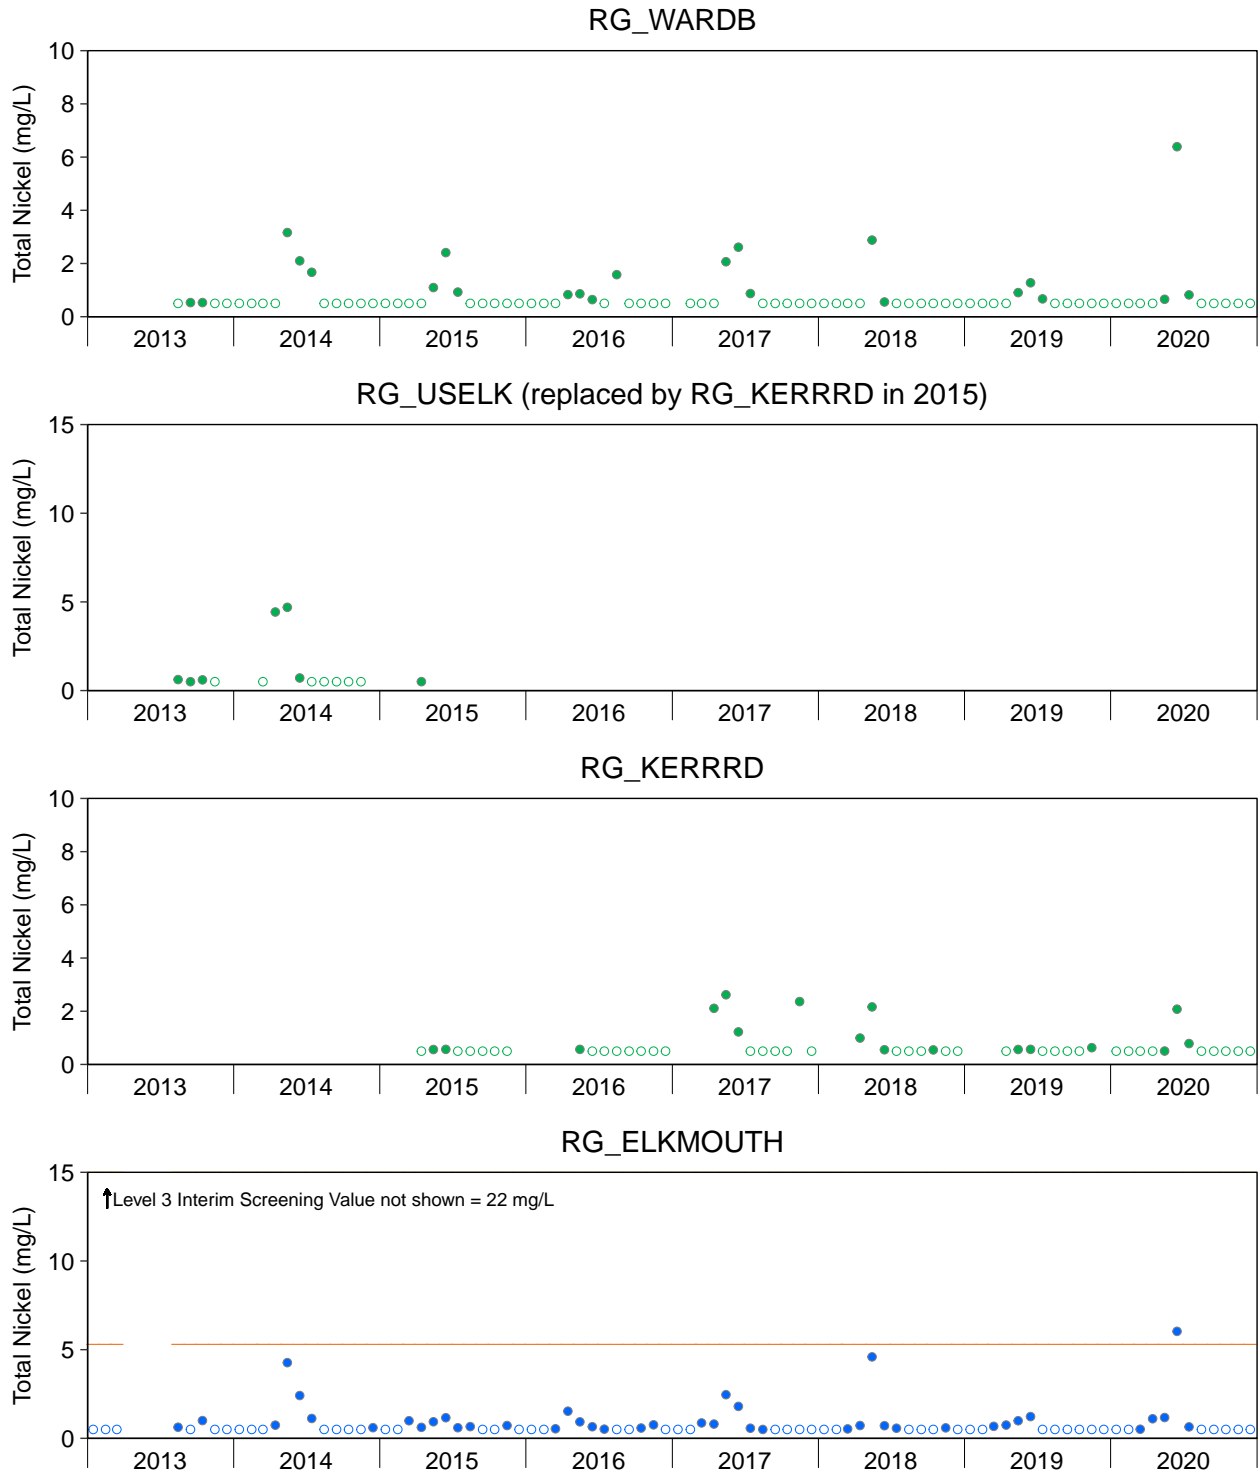 RG_WARDB
Total Nickel (mg/L)
10
8
6
4
2
0
2013 2014 2015 2016 2017 2018 2019 2020
RG_USELK (replaced by RG_KERRRD in 2015)
Total Nickel (mg/L)
15
10
5
0
2013 2014 2015 2016 2017 2018 2019 2020
RG_KERRRD
Total Nickel (mg/L)
10
8
6
4
2
0
2013 2014 2015 2016 2017 2018 2019 2020
RG_ELKMOUTH
Total Nickel (mg/L)
15
Level 3 Interim Screening Value not shown = 22 mg/L
10
5
0
2013 2014 2015 2016 2017 2018 2019 2020